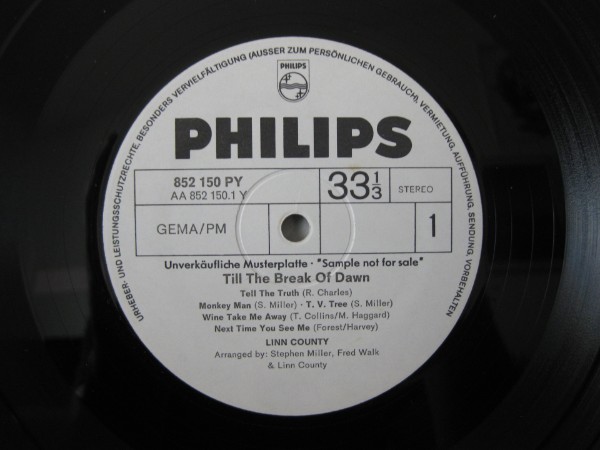 URHEBER- UND LEISTUNGSSCHUTZRECHTE, BESONDERS VERVIELFÄLTIGUNG (AUSSER ZUM PERSÖNLICHEN GEBRAUCH), VERMIETUNG, AUFFÜHRUNG, SENDUNG, VORBEHALTEN
PHILIPS
PHILIPS
852 150 PY
AA 852 150.1 Y
33 1/3
STEREO
GEMA/PM
1
Unverkäufliche Musterplatte · "Sample not for sale"
Till The Break Of Dawn
Tell The Truth (R. Charles)
Monkey Man (S. Miller) · T. V. Tree (S. Miller)
Wine Take Me Away (T. Collins/M. Haggard)
Next Time You See Me (Forest/Harvey)
LINN COUNTY
Arranged by: Stephen Miller, Fred Walk
& Linn County